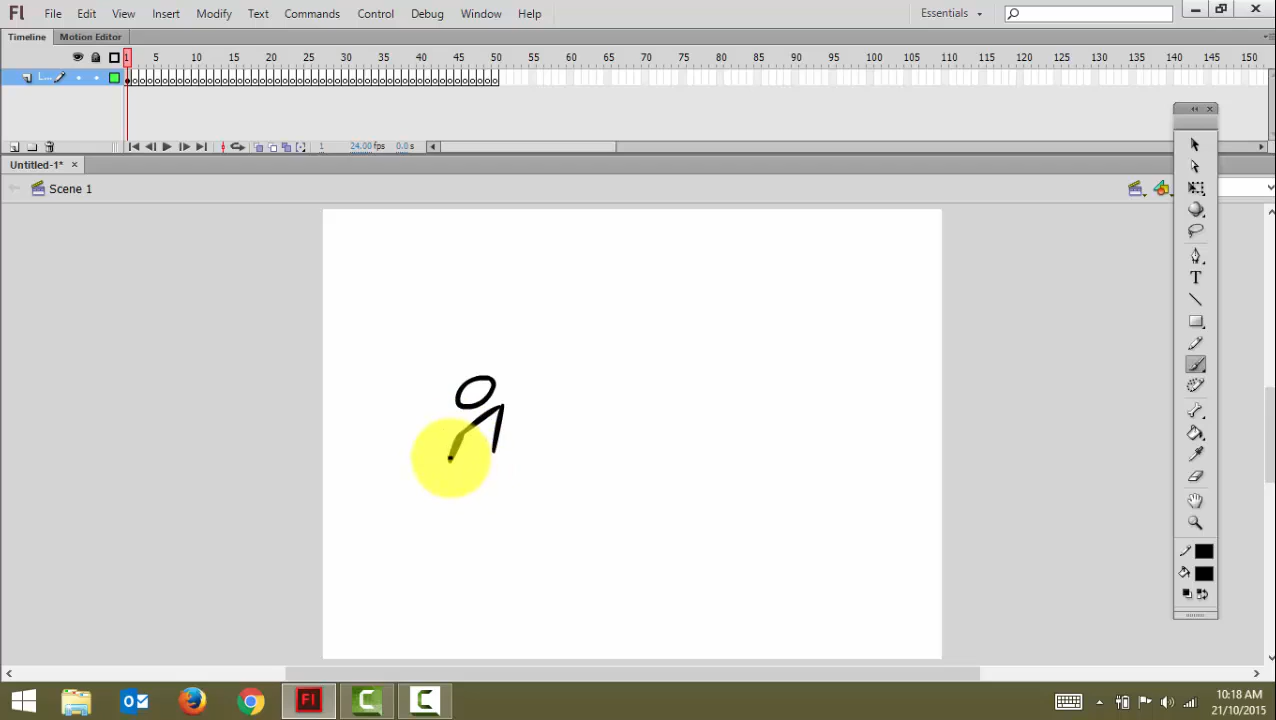 Fl File Edit View Insert Modify Text Commands Control Debug Window Help Essentials
Timeline Motion Editor
1 5 10 15 20 25 30 35 40 45 50 55 60 65 70 75 80 85 90 95 100 105 110 115 120 125 130 135 140 145 150
1 24.00 fps 0.0 s
Untitled-1*
Scene 1
T
Fl
10:18 AM
21/10/2015